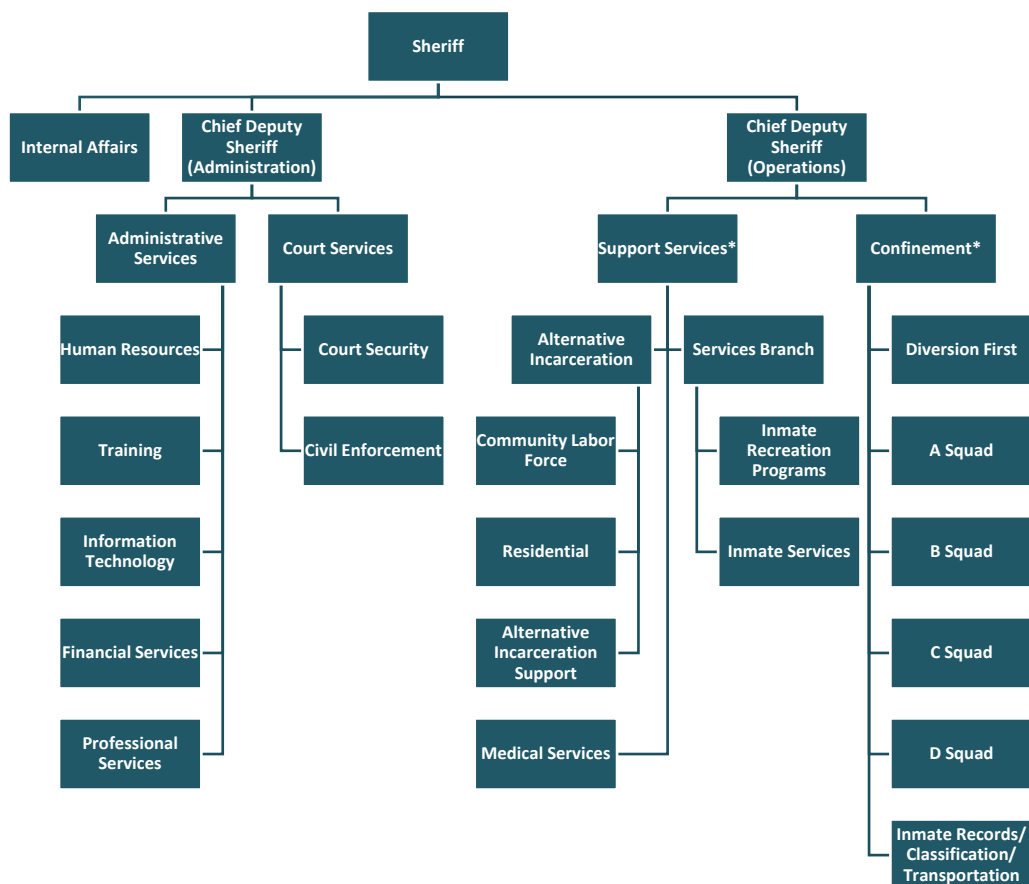 Sheriff
Internal Affairs
Chief Deputy
Sheriff
(Administration)
Chief Deputy
Sheriff
(Operations)
Administrative
Services
Court Services
Support Services*
Confinement*
Human Resources
Court Security
Alternative
Incarceration
Services Branch
Diversion First
Training
Civil Enforcement
Community Labor
Force
Inmate
Recreation
Programs
A Squad
Information
Technology
Residential
Inmate Services
B Squad
Financial Services
Alternative
Incarceration
Support
C Squad
Professional
Services
Medical Services
D Squad
Inmate Records/
Classification/
Transportation